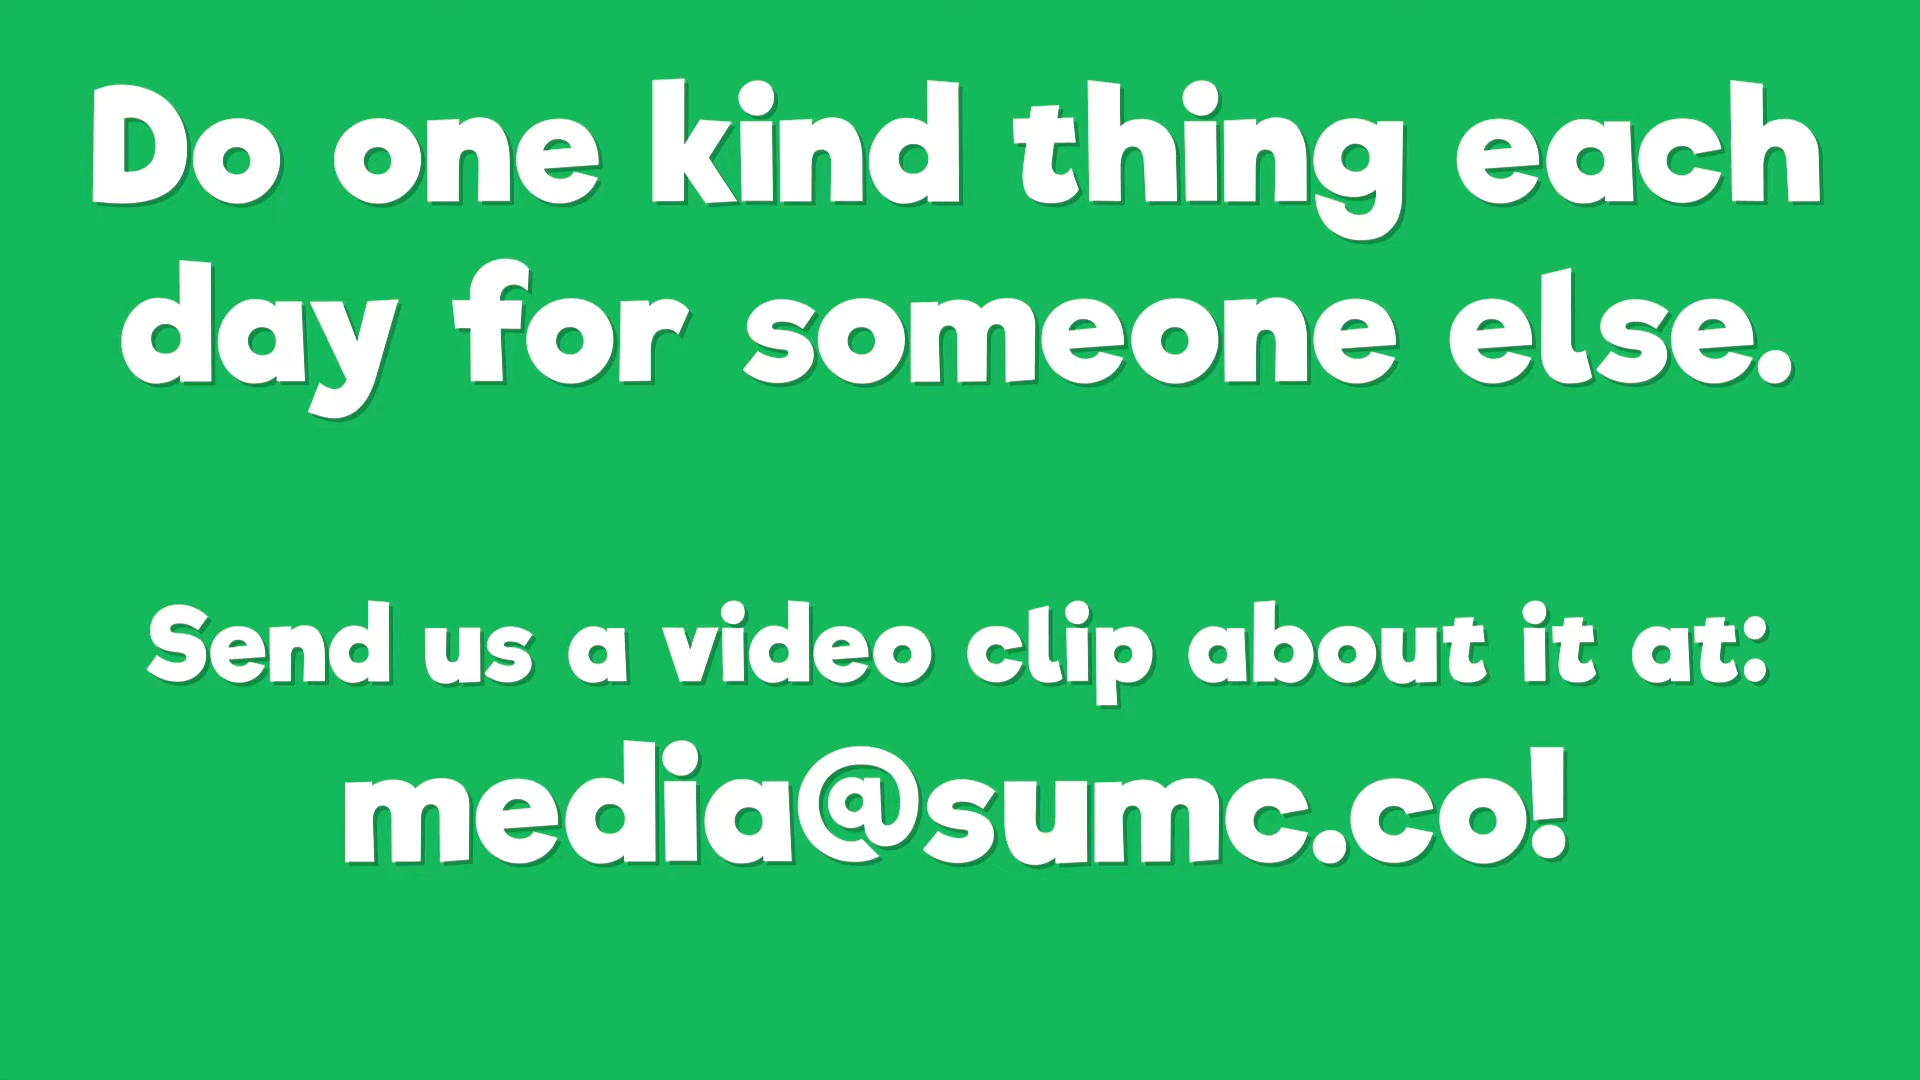 Do one kind thing each
day for someone else.
Send us a video clip about it at:
media@sumc.co!